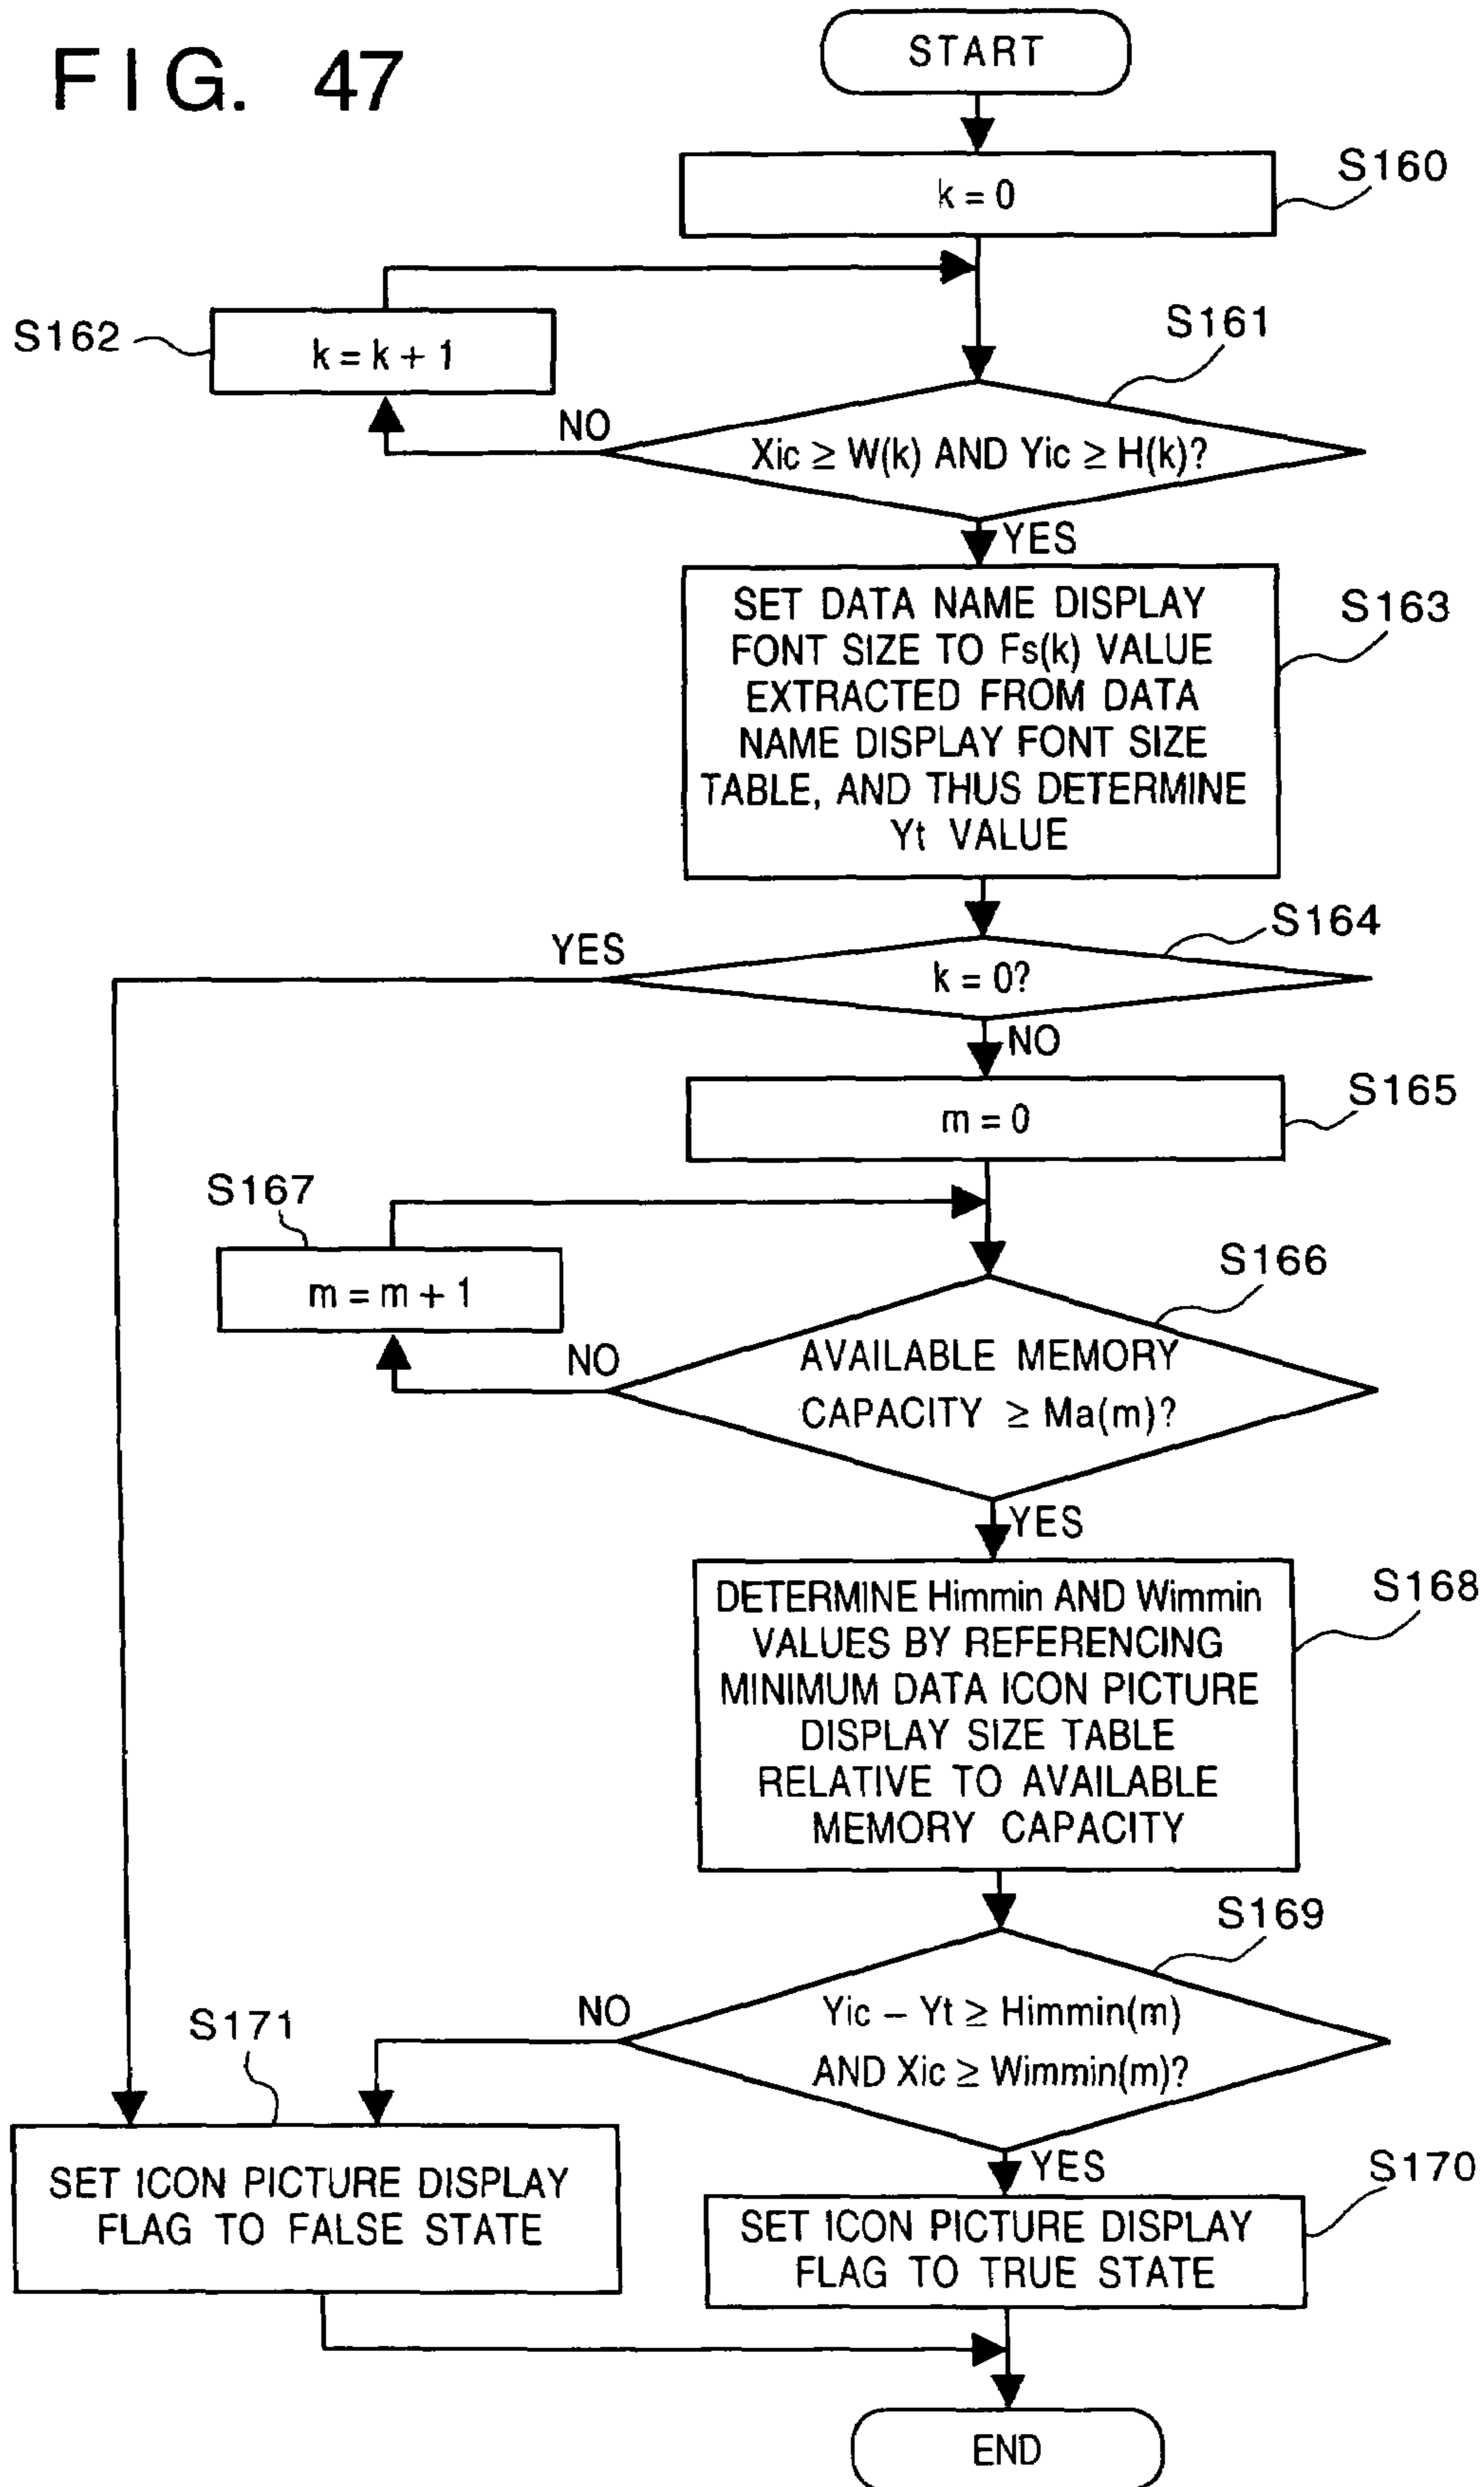 FIG. 47
START
S160
k = 0
S162
k = k + 1
S161
NO
Xic ≥ W(k) AND Yic ≥ H(k)?
YES
S163
SET DATA NAME DISPLAY
FONT SIZE TO Fs(k) VALUE
EXTRACTED FROM DATA
NAME DISPLAY FONT SIZE
TABLE, AND THUS DETERMINE
Yt VALUE
S164
YES
k = 0?
NO
S165
m = 0
S167
m = m + 1
S166
NO
AVAILABLE MEMORY
CAPACITY ≥ Ma(m)?
YES
S168
DETERMINE Himmin AND Wimmin
VALUES BY REFERENCING
MINIMUM DATA ICON PICTURE
DISPLAY SIZE TABLE
RELATIVE TO AVAILABLE
MEMORY CAPACITY
S169
NO
Yic – Yt ≥ Himmin(m)
AND Xic ≥ Wimmin(m)?
S171
YES
S170
SET ICON PICTURE DISPLAY
FLAG TO FALSE STATE
SET ICON PICTURE DISPLAY
FLAG TO TRUE STATE
END